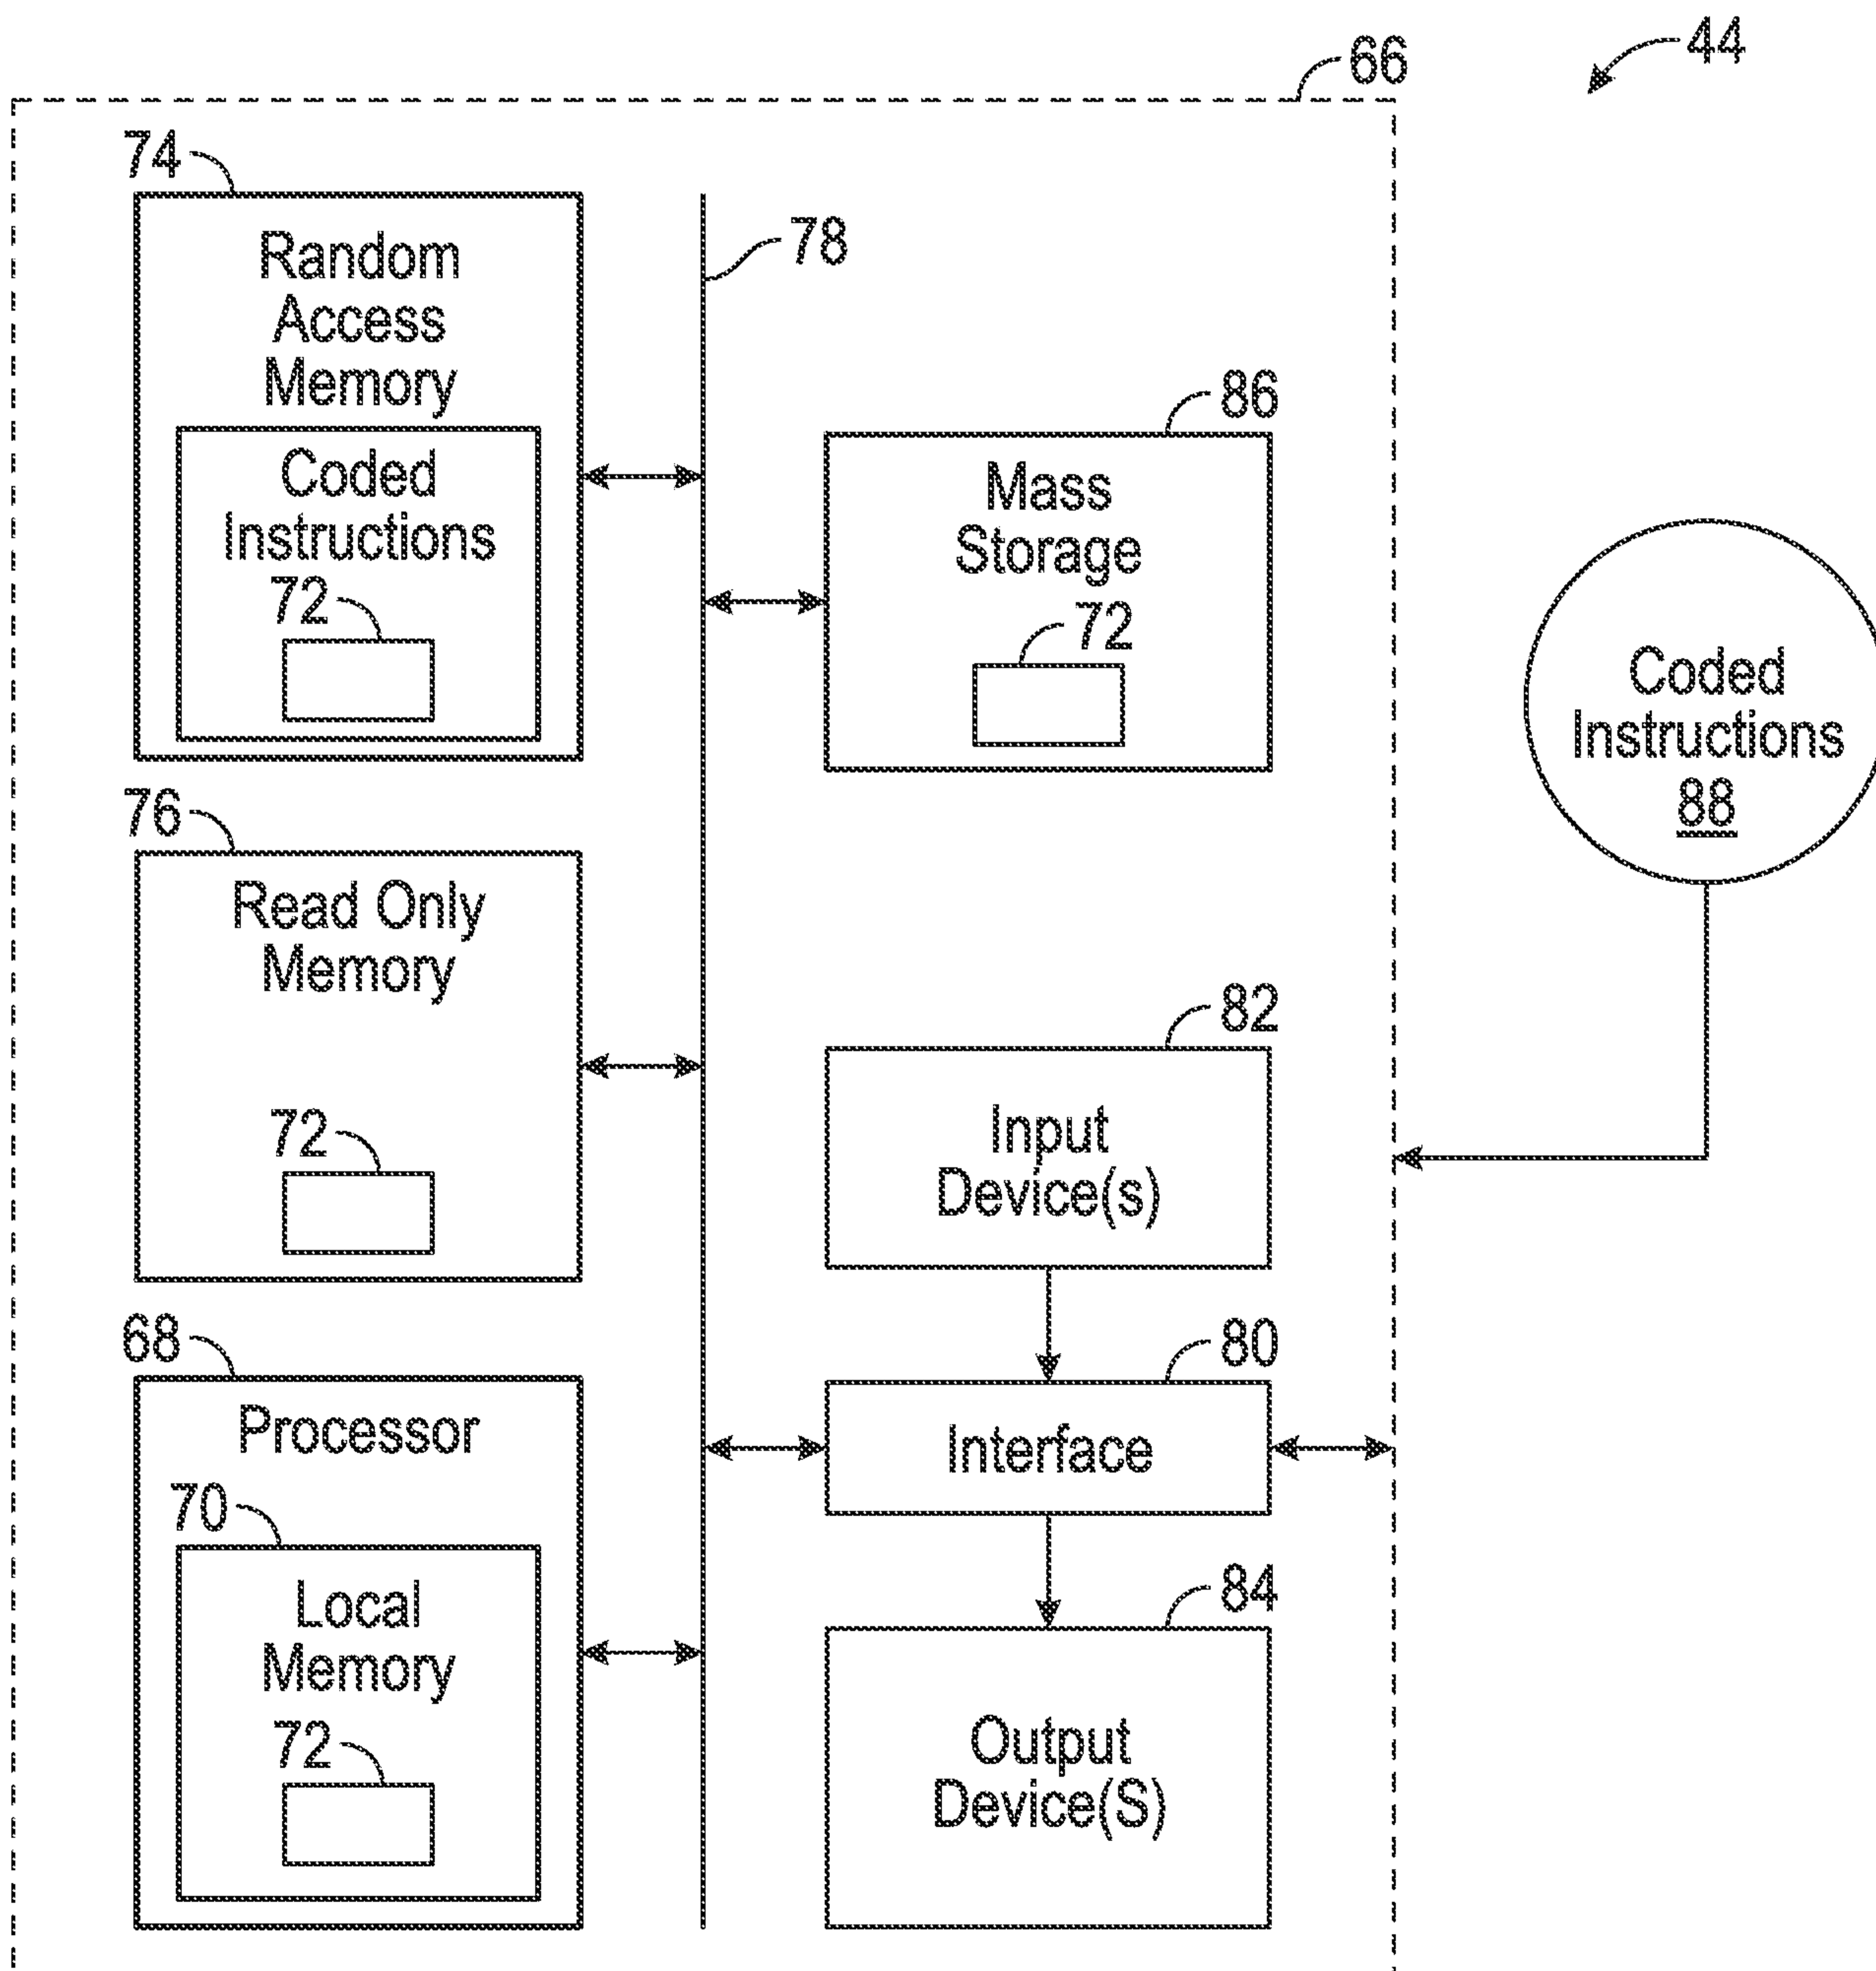 44
66
74
Random
Access
Memory
Coded
Instructions
72
78
86
Mass
Storage
72
Coded
Instructions
88
76
Read Only
Memory
72
82
Input
Device(s)
68
Processor
70
Local
Memory
72
80
Interface
84
Output
Device(S)